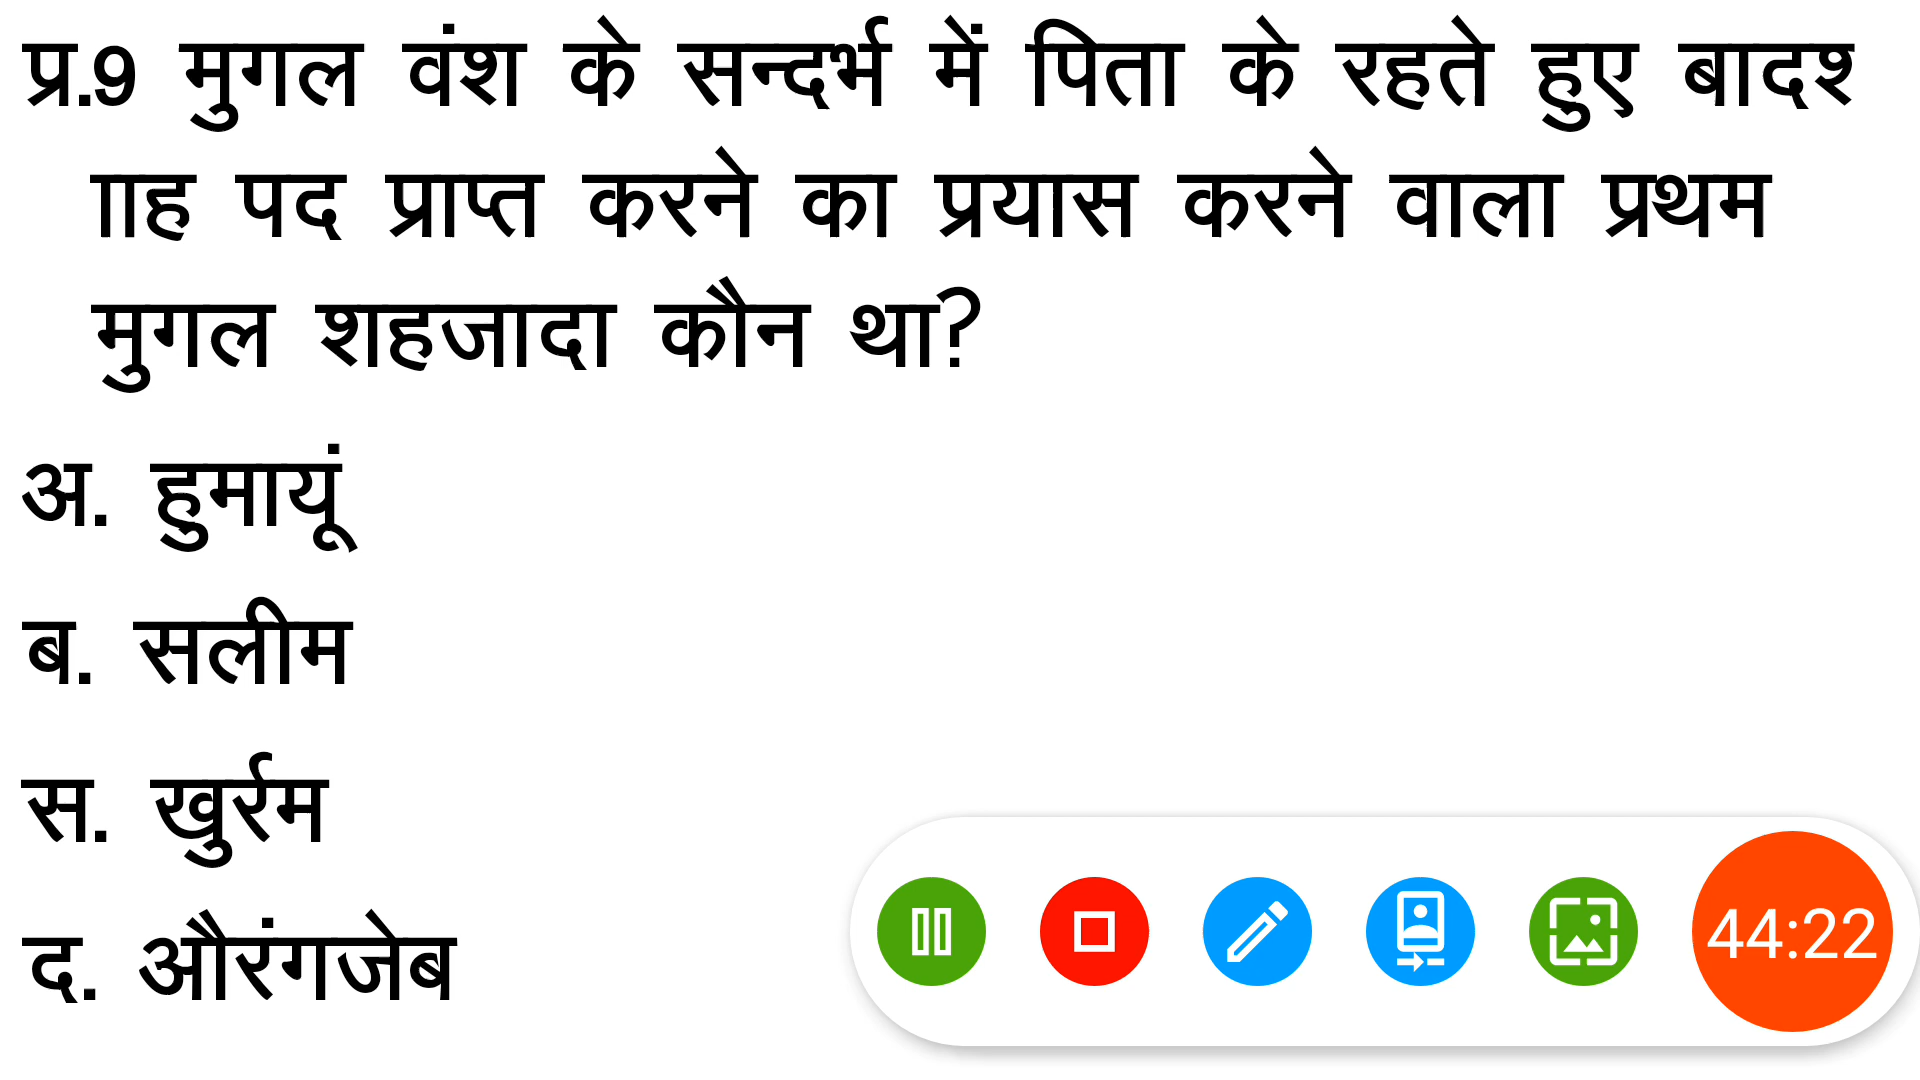 प्र.9 मुगल वंश के सन्दर्भ में पिता के रहते हुए बादश
ााह पद प्राप्त करने का प्रयास करने वाला प्रथम
मुगल शहजादा कौन था?
अ. हुमायूं
ब. सलीम
स. खुर्रम
द. औरंगजेब
44:22